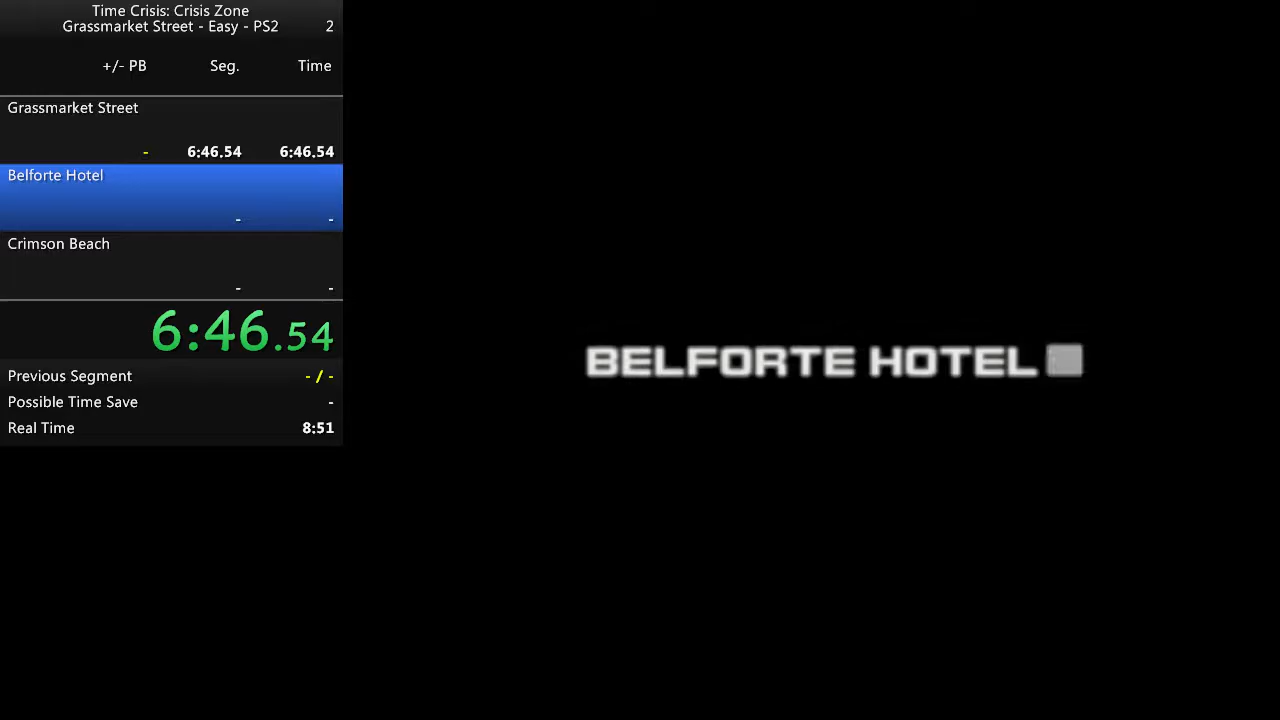 Time Crisis: Crisis Zone
Grassmarket Street - Easy - PS2 2
+/- PB Seg. Time
Grassmarket Street
- 6:46.54 6:46.54
Belforte Hotel
- -
Crimson Beach
- -
6:46.54
Previous Segment - / -
Possible Time Save -
Real Time 8:51
BELFORTE HOTEL